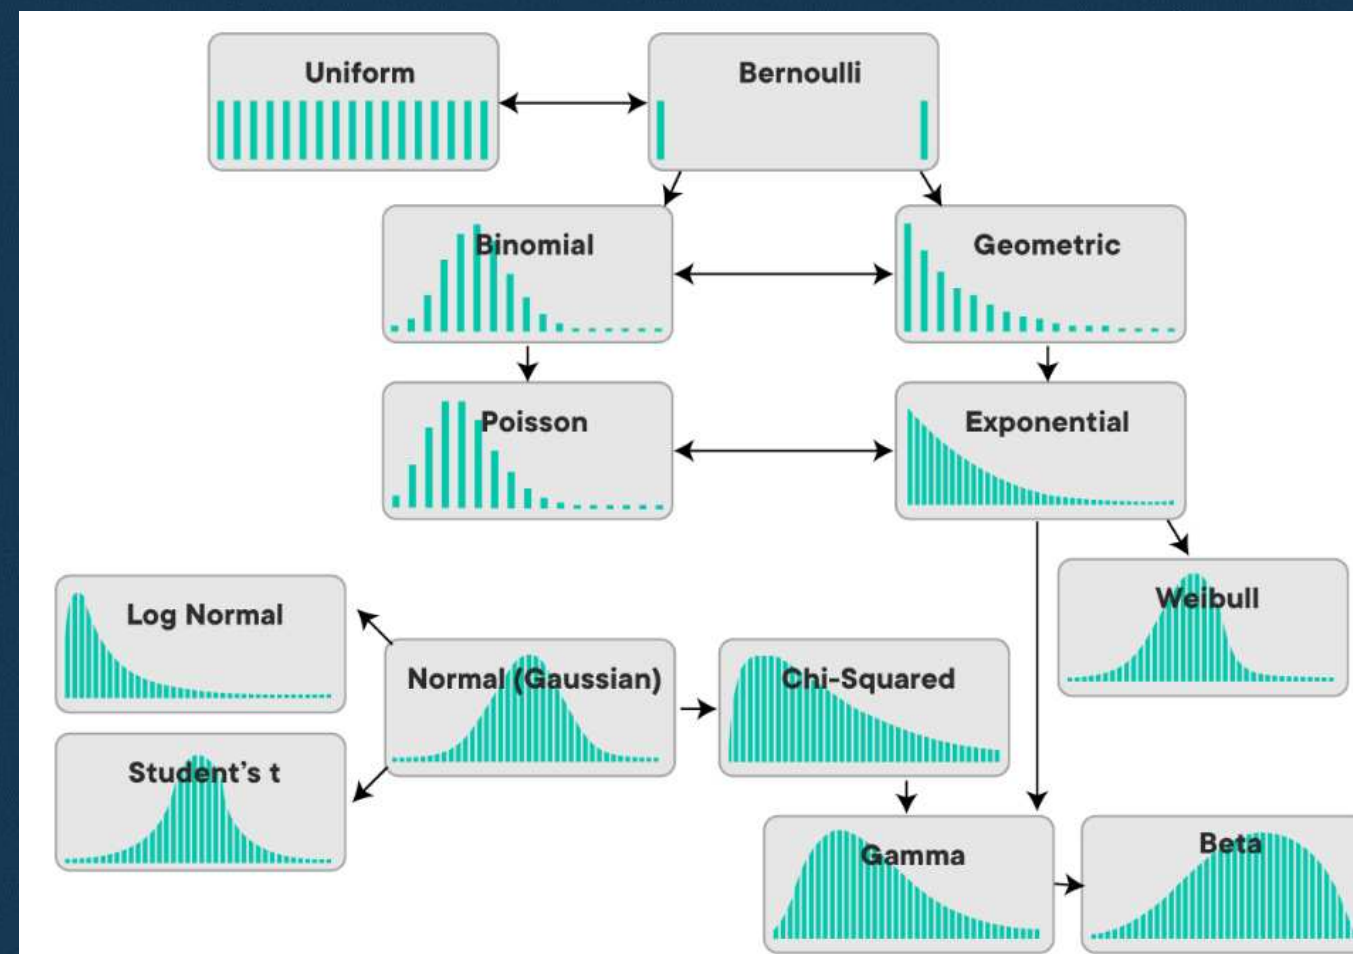 Uniform
Bernoulli
Binomial
Geometric
Poisson
Exponential
Weibull
Log Normal
Normal (Gaussian)
Chi-Squared
Student’s t
Gamma
Beta